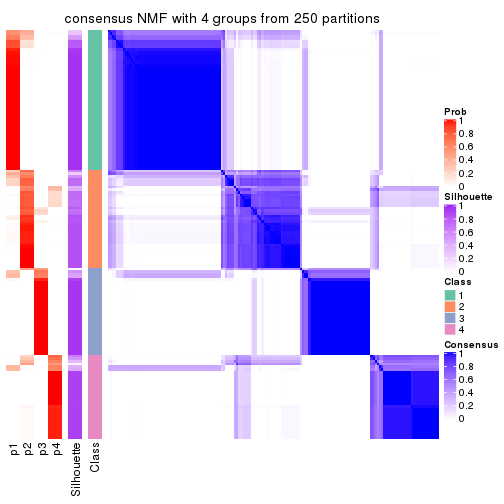 consensus NMF with 4 groups from 250 partitions
Prob
1
0.8
0.6
0.4
0.2
0
Silhouette
1
0.8
0.6
0.4
0.2
0
Class
1
2
3
4
Consensus
1
0.8
0.6
0.4
0.2
0
p1
p2
p3
p4
Silhouette
Class